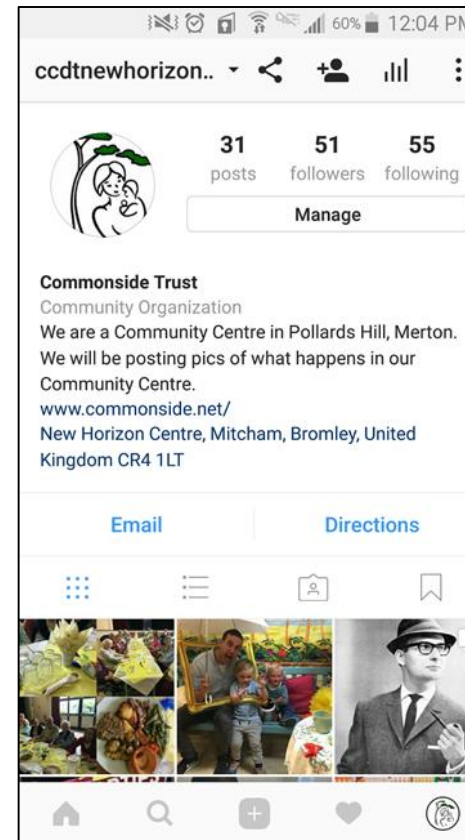 60% 12:04 PM
ccdtnewhorizon..
31 51 55
posts followers following
Manage
Commonside Trust
Community Organization
We are a Community Centre in Pollards Hill, Merton.
We will be posting pics of what happens in our
Community Centre.
www.commonside.net/
New Horizon Centre, Mitcham, Bromley, United
Kingdom CR4 1LT
Email Directions